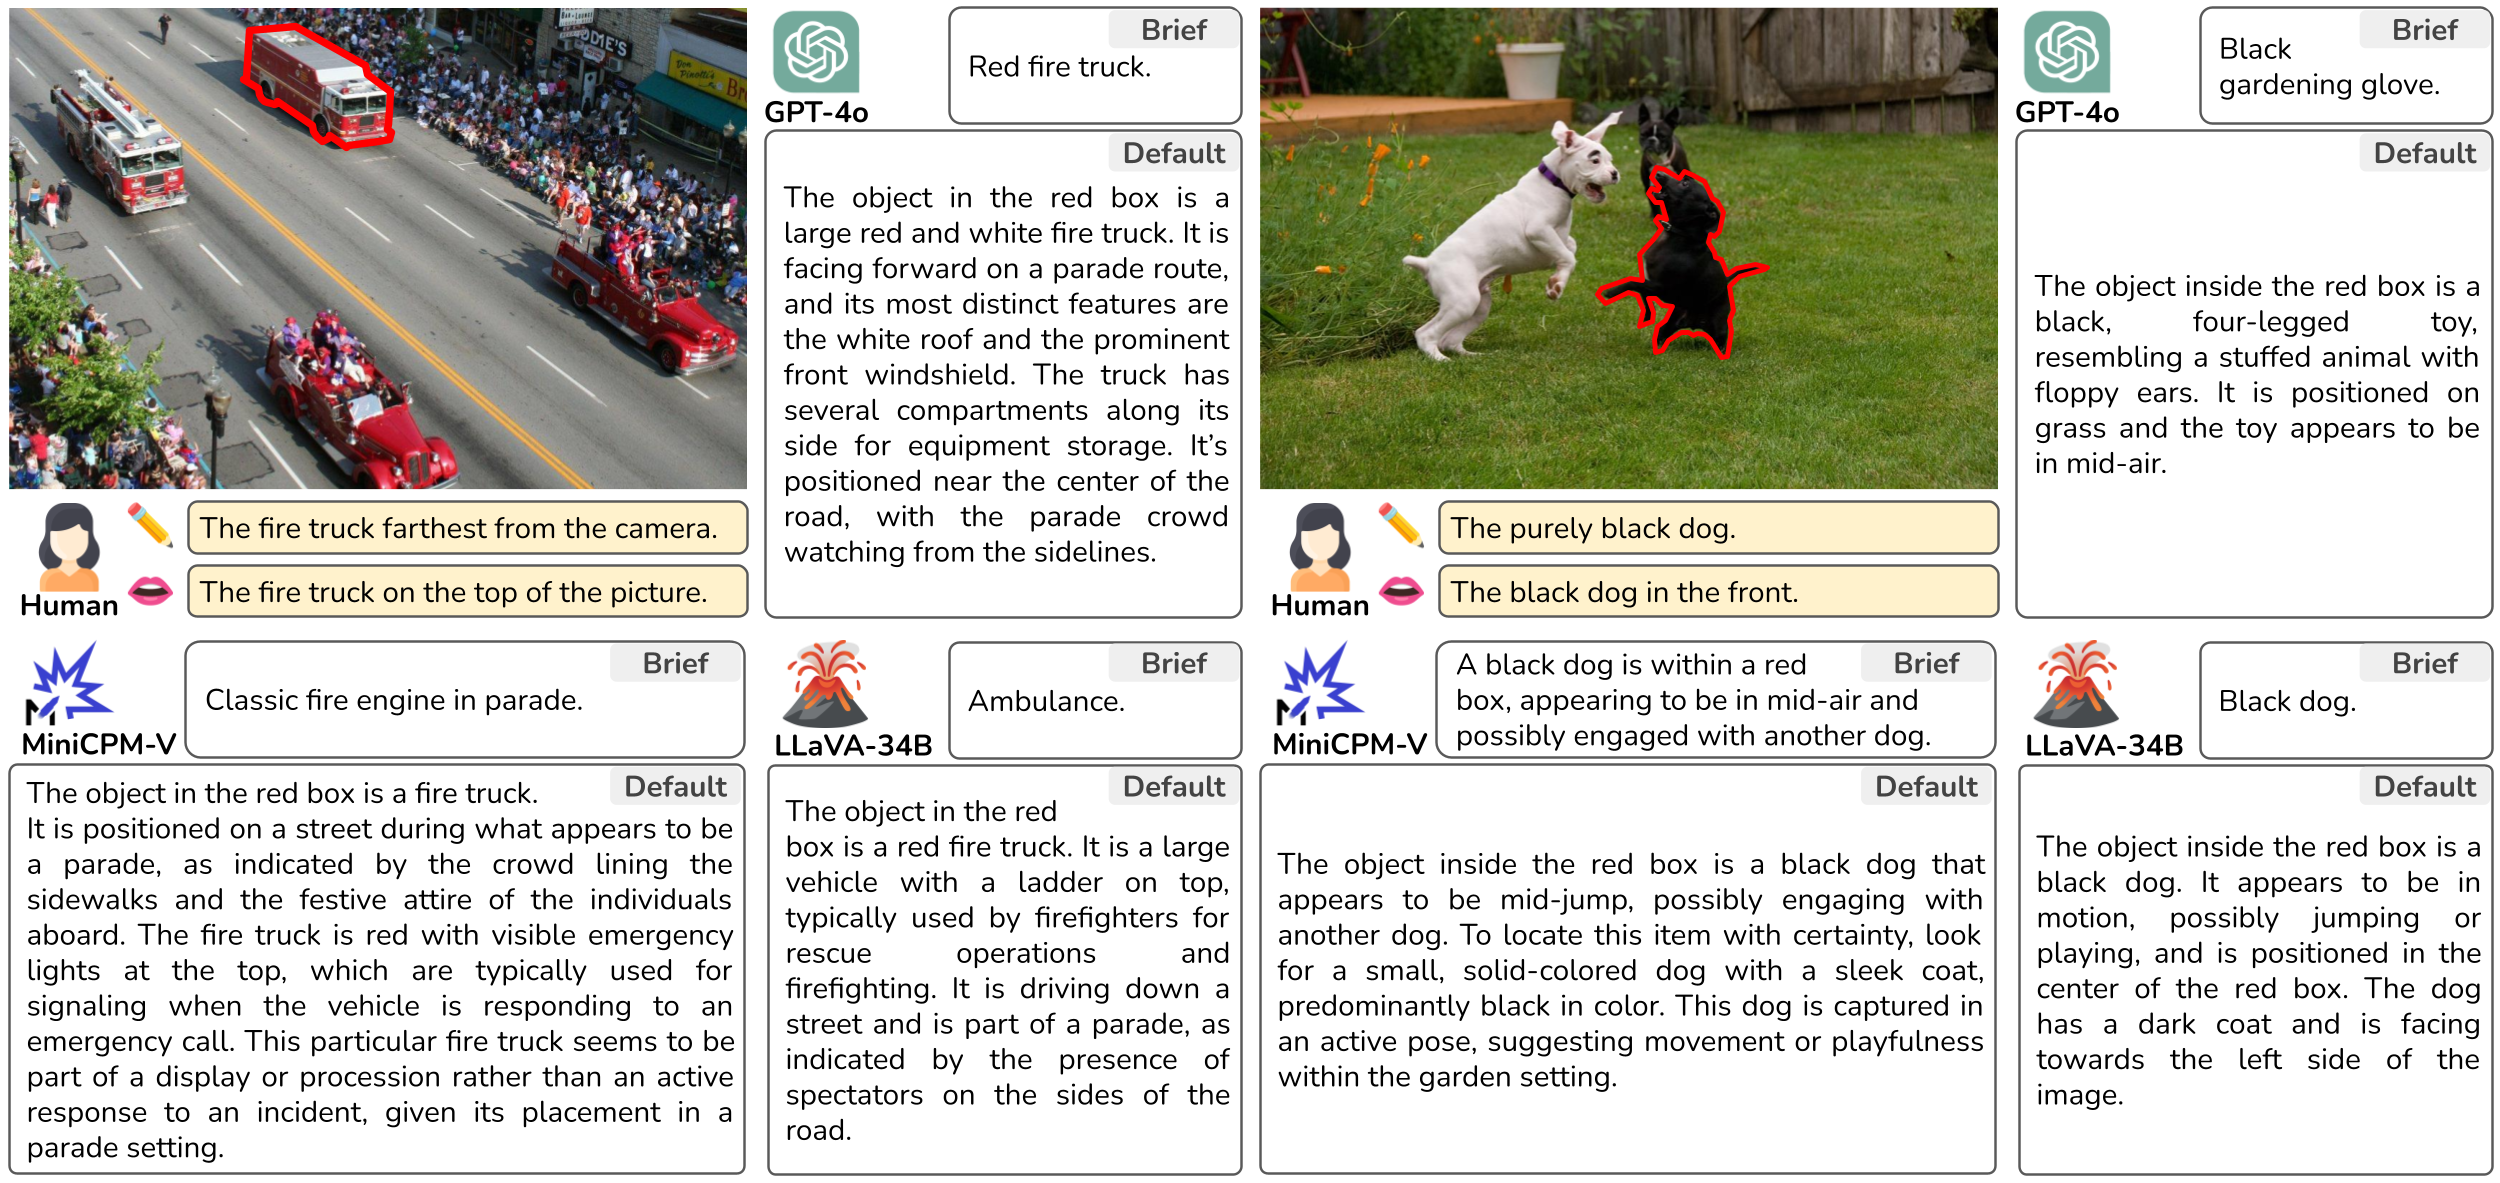 BAR-LOUNGE
ODIE'S
Don
Pinotti's
Bro
Brief
Red fire truck.
GPT-4o
Default
The object in the red box is a
large red and white fire truck. It is
facing forward on a parade route,
and its most distinct features are
the white roof and the prominent
front windshield. The truck has
several compartments along its
side for equipment storage. It's
positioned near the center of the
road, with the parade crowd
watching from the sidelines.
Human
The fire truck farthest from the camera.
The fire truck on the top of the picture.
Brief
Black
gardening glove.
GPT-4o
Default
The object inside the red box is a
black, four-legged toy,
resembling a stuffed animal with
floppy ears. It is positioned on
grass and the toy appears to be
in mid-air.
Human
The purely black dog.
The black dog in the front.
MiniCPM-V
Brief
Classic fire engine in parade.
Default
The object in the red box is a fire truck.
It is positioned on a street during what appears to be
a parade, as indicated by the crowd lining the
sidewalks and the festive attire of the individuals
aboard. The fire truck is red with visible emergency
lights at the top, which are typically used for
signaling when the vehicle is responding to an
emergency call. This particular fire truck seems to be
part of a display or procession rather than an active
response to an incident, given its placement in a
parade setting.
LLaVA-34B
Brief
Ambulance.
Default
The object in the red
box is a red fire truck. It is a large
vehicle with a ladder on top,
typically used by firefighters for
rescue operations and
firefighting. It is driving down a
street and is part of a parade, as
indicated by the presence of
spectators on the sides of the
road.
MiniCPM-V
Brief
A black dog is within a red
box, appearing to be in mid-air and
possibly engaged with another dog.
Default
The object inside the red box is a black dog that
appears to be mid-jump, possibly engaging with
another dog. To locate this item with certainty, look
for a small, solid-colored dog with a sleek coat,
predominantly black in color. This dog is captured in
an active pose, suggesting movement or playfulness
within the garden setting.
LLaVA-34B
Brief
Black dog.
Default
The object inside the red box is a
black dog. It appears to be in
motion, possibly jumping or
playing, and is positioned in the
center of the red box. The dog
has a dark coat and is facing
towards the left side of the
image.